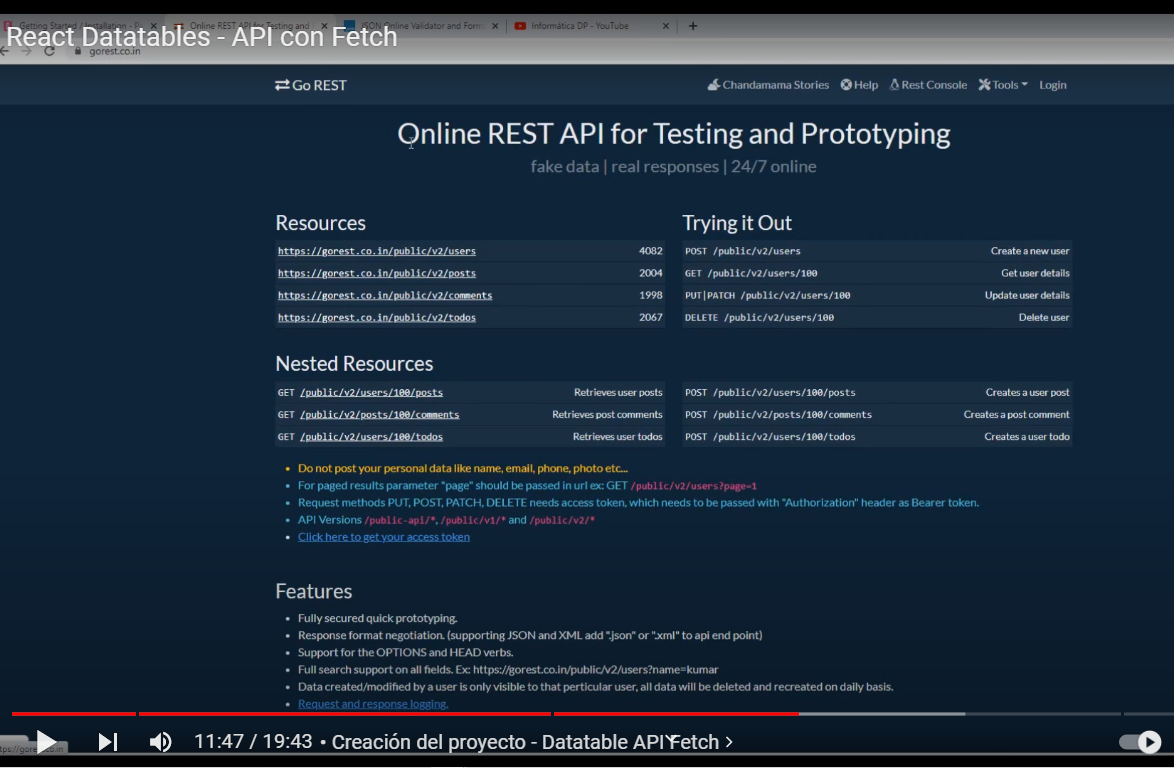 Getting Started / Installation - Online REST API for Testing and JSON Online Validator and Form Informática DP - YouTube
React Datatables - API con Fetch
gorest.co.in
Go REST Chandamama Stories Help Rest Console Tools Login
Online REST API for Testing and Prototyping
fake data | real responses | 24/7 online
Resources Trying it Out
https://gorest.co.in/public/v2/users 4082 POST /public/v2/users Create a new user
https://gorest.co.in/public/v2/posts 2004 GET /public/v2/users/100 Get user details
https://gorest.co.in/public/v2/comments 1998 PUT|PATCH /public/v2/users/100 Update user details
https://gorest.co.in/public/v2/todos 2067 DELETE /public/v2/users/100 Delete user
Nested Resources
GET /public/v2/users/100/posts Retrieves user posts POST /public/v2/users/100/posts Creates a user post
GET /public/v2/posts/100/comments Retrieves post comments POST /public/v2/posts/100/comments Creates a post comment
GET /public/v2/users/100/todos Retrieves user todos POST /public/v2/users/100/todos Creates a user todo
• Do not post your personal data like name, email, phone, photo etc...
• For paged results parameter "page" should be passed in url ex: GET /public/v2/users?page=1
• Request methods PUT, POST, PATCH, DELETE needs access token, which needs to be passed with "Authorization" header as Bearer token.
• API Versions /public-api/*, /public/v1/* and /public/v2/*
• Click here to get your access token
Features
• Fully secured quick prototyping.
• Response format negotiation. (supporting JSON and XML add ".json" or ".xml" to api end point)
• Support for the OPTIONS and HEAD verbs.
• Full search support on all fields. Ex: https://gorest.co.in/public/v2/users?name=kumar
• Data created/modified by a user is only visible to that perticular user, all data will be deleted and recreated on daily basis.
• Request and response logging.
11:47 / 19:43 • Creación del proyecto - Datatable API Fetch